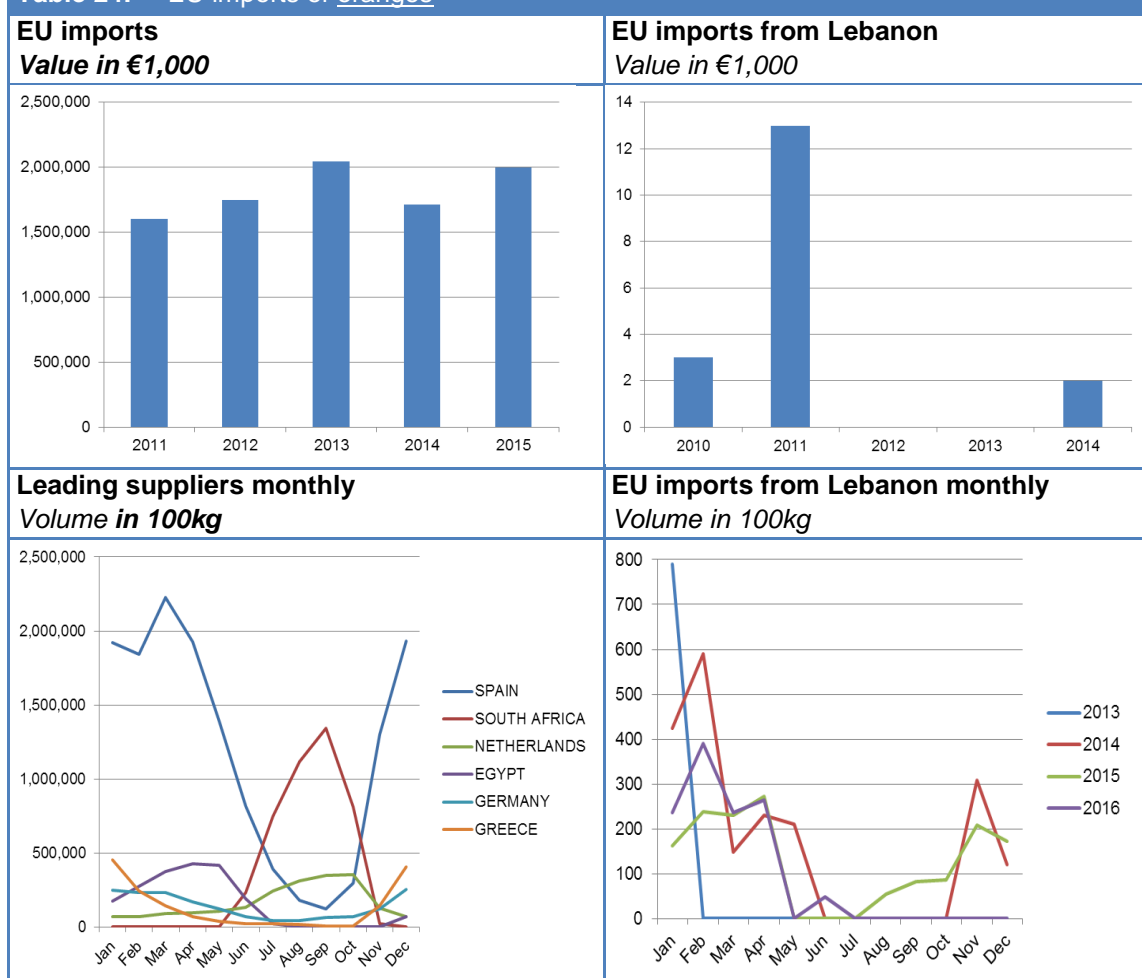 Table 24. EU imports of oranges
EU imports
Value in €1,000
EU imports from Lebanon
Value in €1,000
2,500,000
2,000,000
1,500,000
1,000,000
500,000
0
2011 2012 2013 2014 2015
14
12
10
8
6
4
2
0
2010 2011 2012 2013 2014
Leading suppliers monthly
Volume in 100kg
EU imports from Lebanon monthly
Volume in 100kg
2,500,000
2,000,000
1,500,000
1,000,000
500,000
0
Jan Feb Mar Apr May Jun Jul Aug Sep Oct Nov Dec
SPAIN
SOUTH AFRICA
NETHERLANDS
EGYPT
GERMANY
GREECE
800
700
600
500
400
300
200
100
0
Jan Feb Mar Apr May Jun Jul Aug Sep Oct Nov Dec
2013
2014
2015
2016